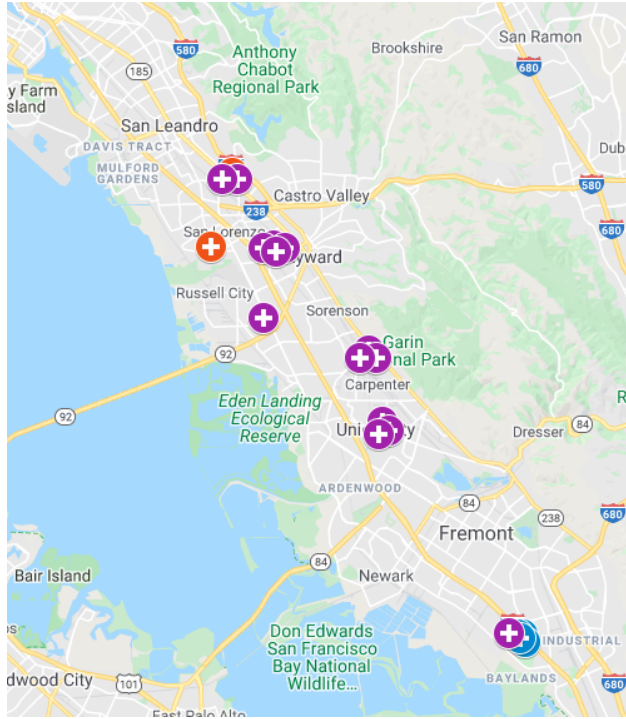 San Ramon
Brookshire
Anthony
Chabot
Regional Park
580
680
185
y Farm
sland
San Leandro
DAVIS TRACT
MULFORD
GARDENS
Dub
580
Castro Valley
238
680
San Lorenzo
yward
Russell City
Sorenson
92
Garin
nal Park
Carpenter
Eden Landing
Ecological
Reserve
92
R
Uni
y
Dresser
84
ARDENWOOD
84
680
238
Fremont
84
Bair Island
Newark
os
Don Edwards
San Francisco
Bay National
Wildlife...
INDUSTRIAL
dwood City
101
BAYLANDS
680
East Palo Alto